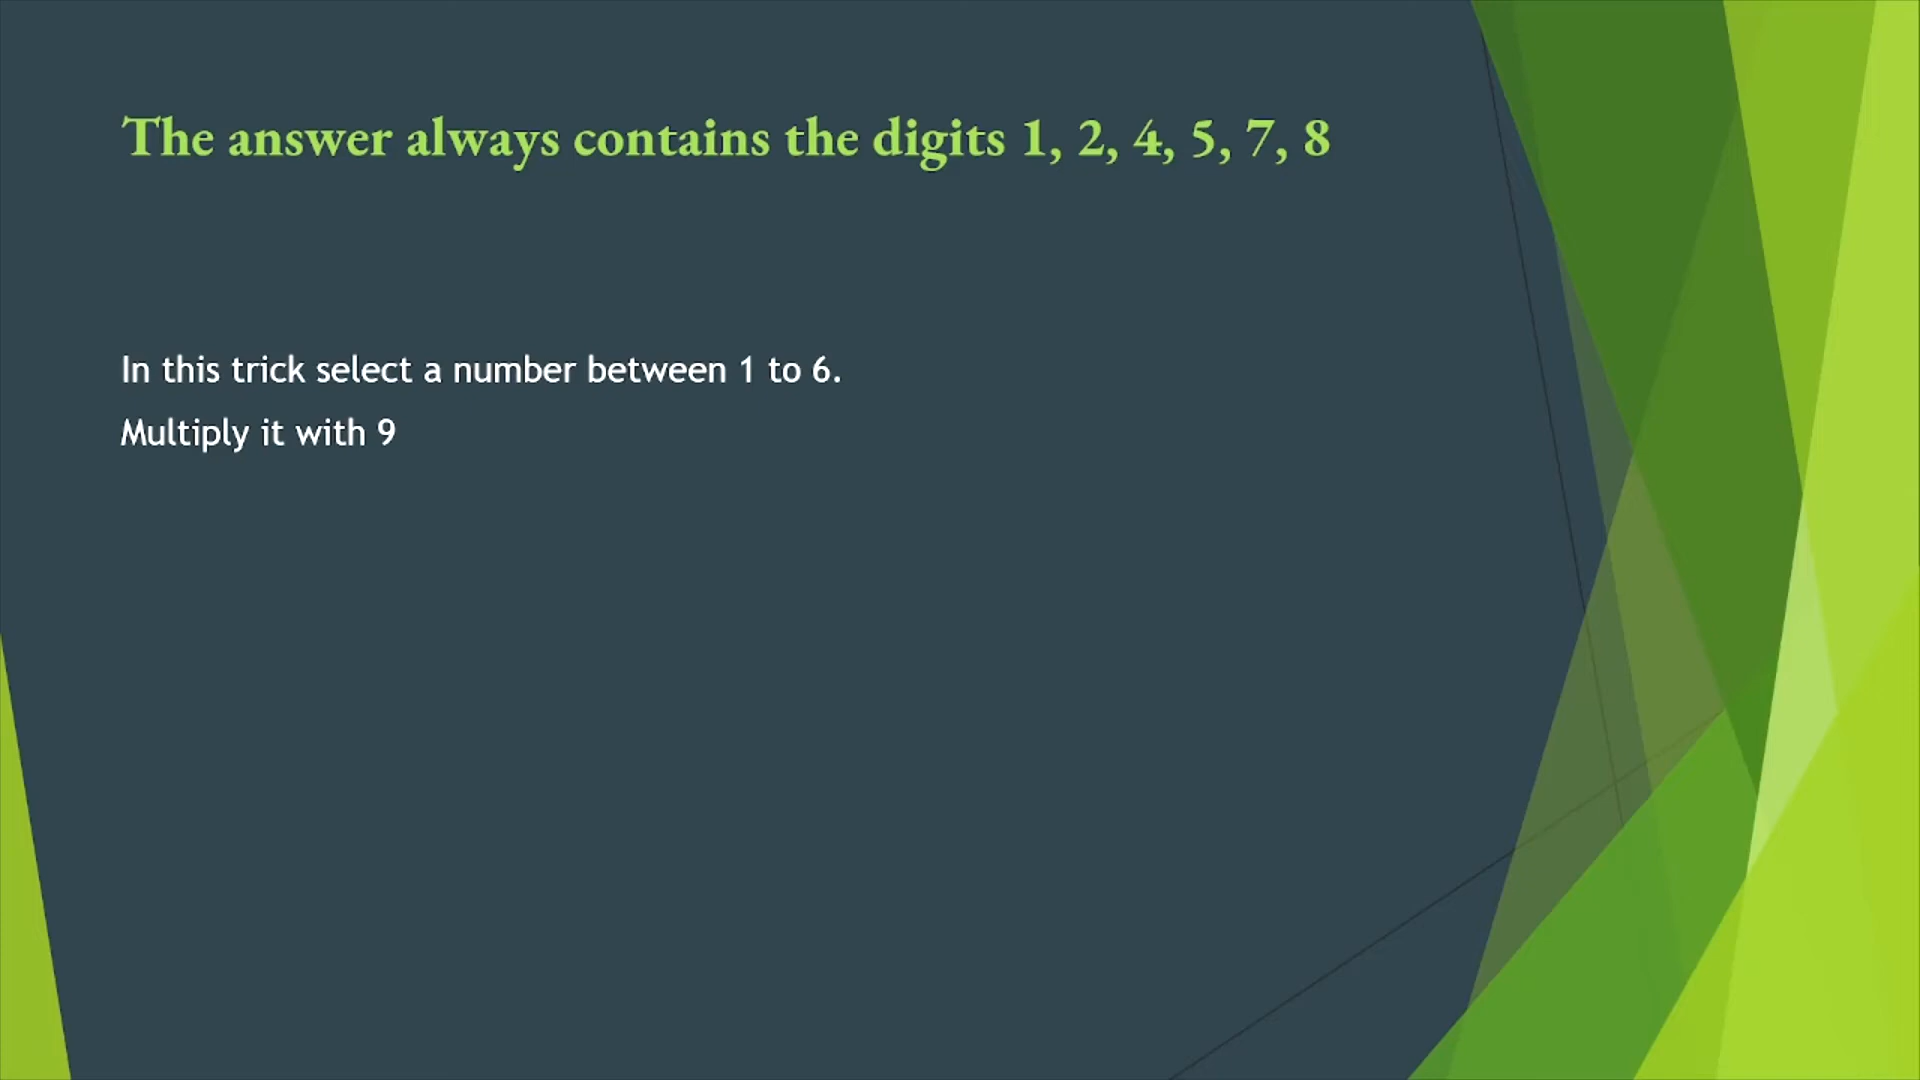 The answer always contains the digits 1, 2, 4, 5, 7, 8
In this trick select a number between 1 to 6.
Multiply it with 9